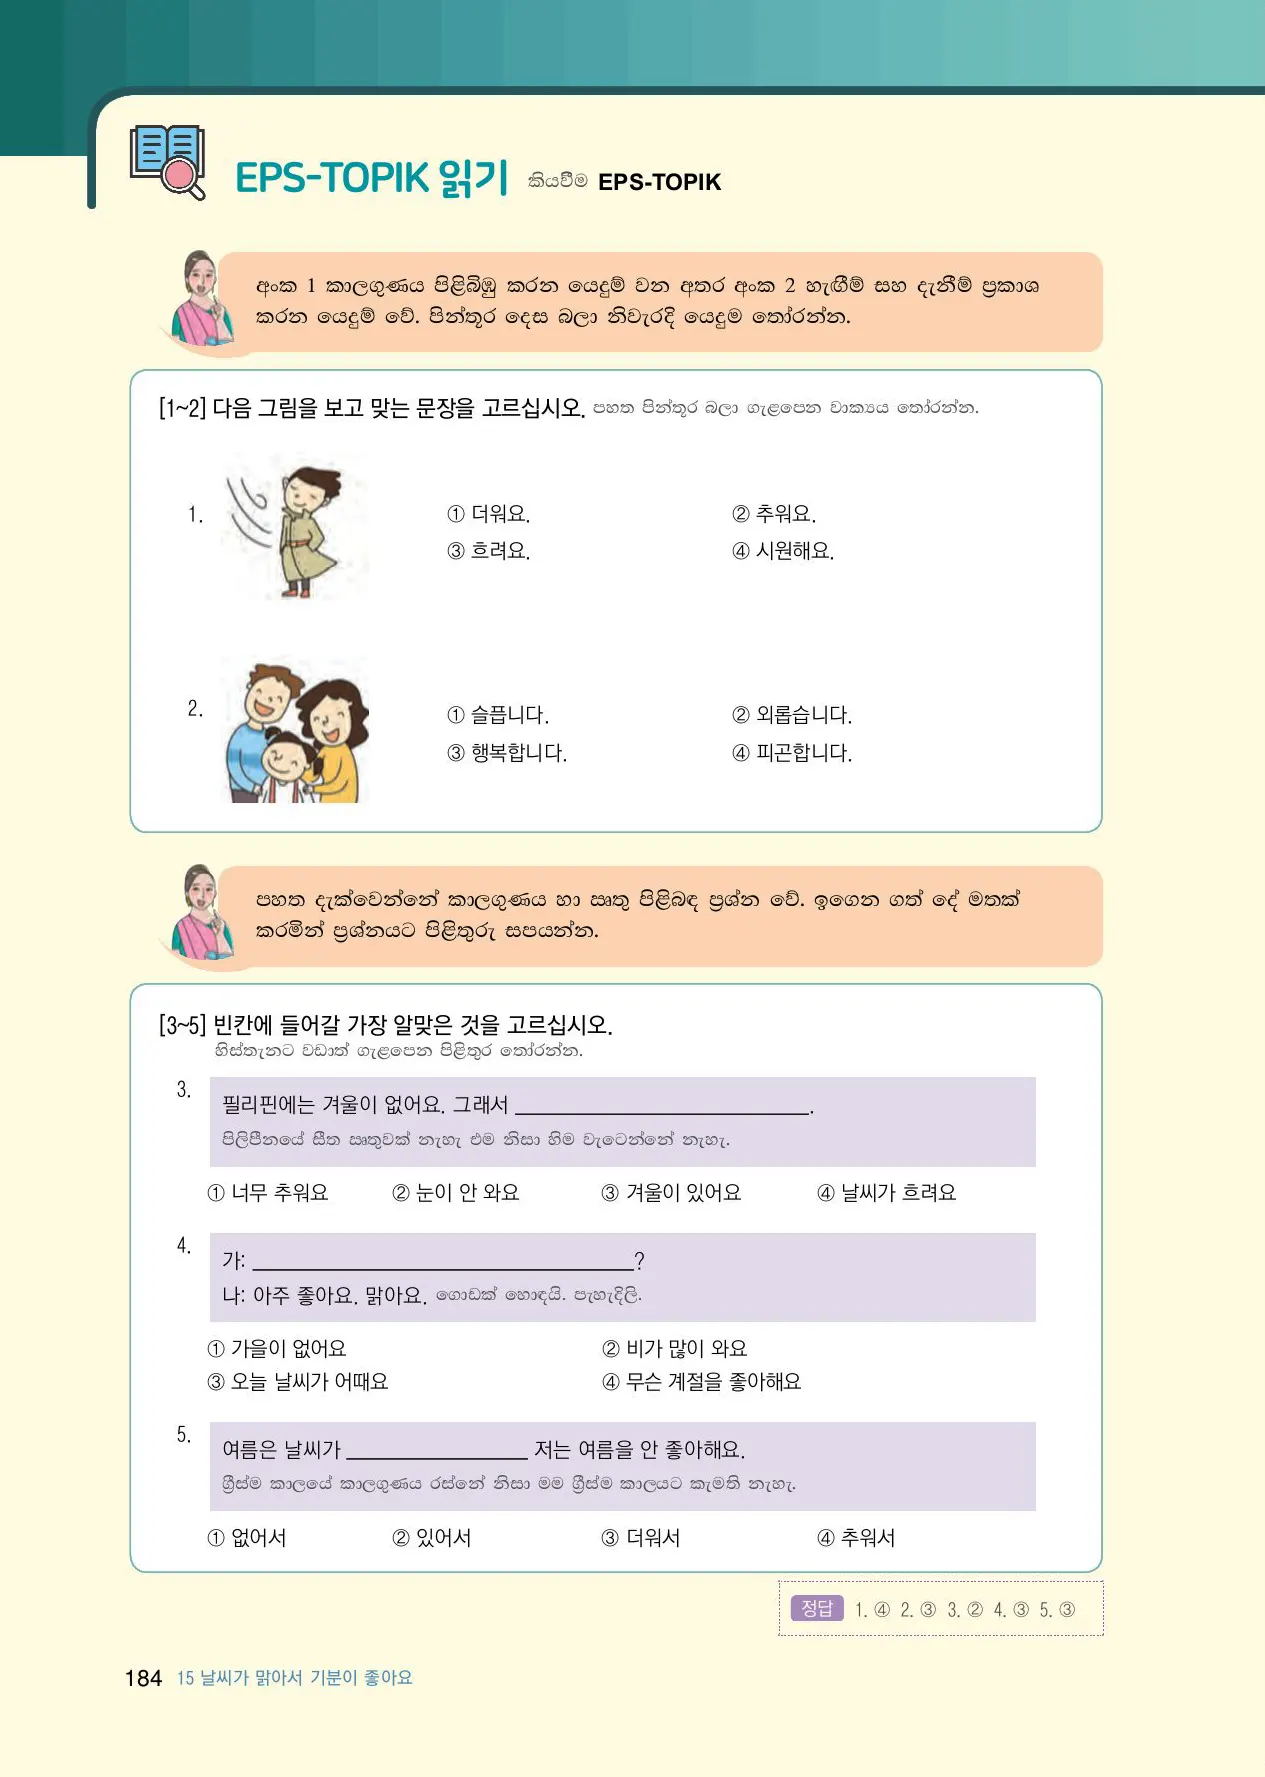 EPS-TOPIK 읽기 කියවීම EPS-TOPIK
අංක 1 කාලගුණය පිළිබිඹු කරන යෙදුම් වන අතර අංක 2 හැඟීම් සහ දැනීම් ප්‍රකාශ
කරන යෙදුම් වේ. පින්තූර දෙස බලා නිවැරදි යෙදුම තෝරන්න.
[1~2] 다음 그림을 보고 맞는 문장을 고르십시오. පහත පින්තූර බලා ගැළපෙන වාක්‍යය තෝරන්න.
1.
① 더워요. ② 추워요.
③ 흐려요. ④ 시원해요.
2.
① 슬픕니다. ② 외롭습니다.
③ 행복합니다. ④ 피곤합니다.
පහත දැක්වෙන්නේ කාලගුණය හා ඍතු පිළිබඳ ප්‍රශ්න වේ. ඉගෙන ගත් දේ මතක්
කරමින් ප්‍රශ්නයට පිළිතුරු සපයන්න.
[3~5] 빈칸에 들어갈 가장 알맞은 것을 고르십시오.
හිස්තැනට වඩාත් ගැළපෙන පිළිතුර තෝරන්න.
3.
필리핀에는 겨울이 없어요. 그래서 ____________________.
පිලිපීනයේ සීත ඍතුවක් නැහැ එම නිසා හිම වැටෙන්නේ නැහැ.
① 너무 추워요 ② 눈이 안 와요 ③ 겨울이 있어요 ④ 날씨가 흐려요
4.
가: ____________________?
나: 아주 좋아요. 맑아요. ගොඩක් හොඳයි. පැහැදිලි.
① 가을이 없어요 ② 비가 많이 와요
③ 오늘 날씨가 어때요 ④ 무슨 계절을 좋아해요
5.
여름은 날씨가 ____________ 저는 여름을 안 좋아해요.
ග්‍රීස්ම කාලයේ කාලගුණය රස්නේ නිසා මම ග්‍රීස්ම කාලයට කැමති නැහැ.
① 없어서 ② 있어서 ③ 더워서 ④ 추워서
정답 1. ④ 2. ③ 3. ② 4. ③ 5. ③
184 15 날씨가 맑아서 기분이 좋아요